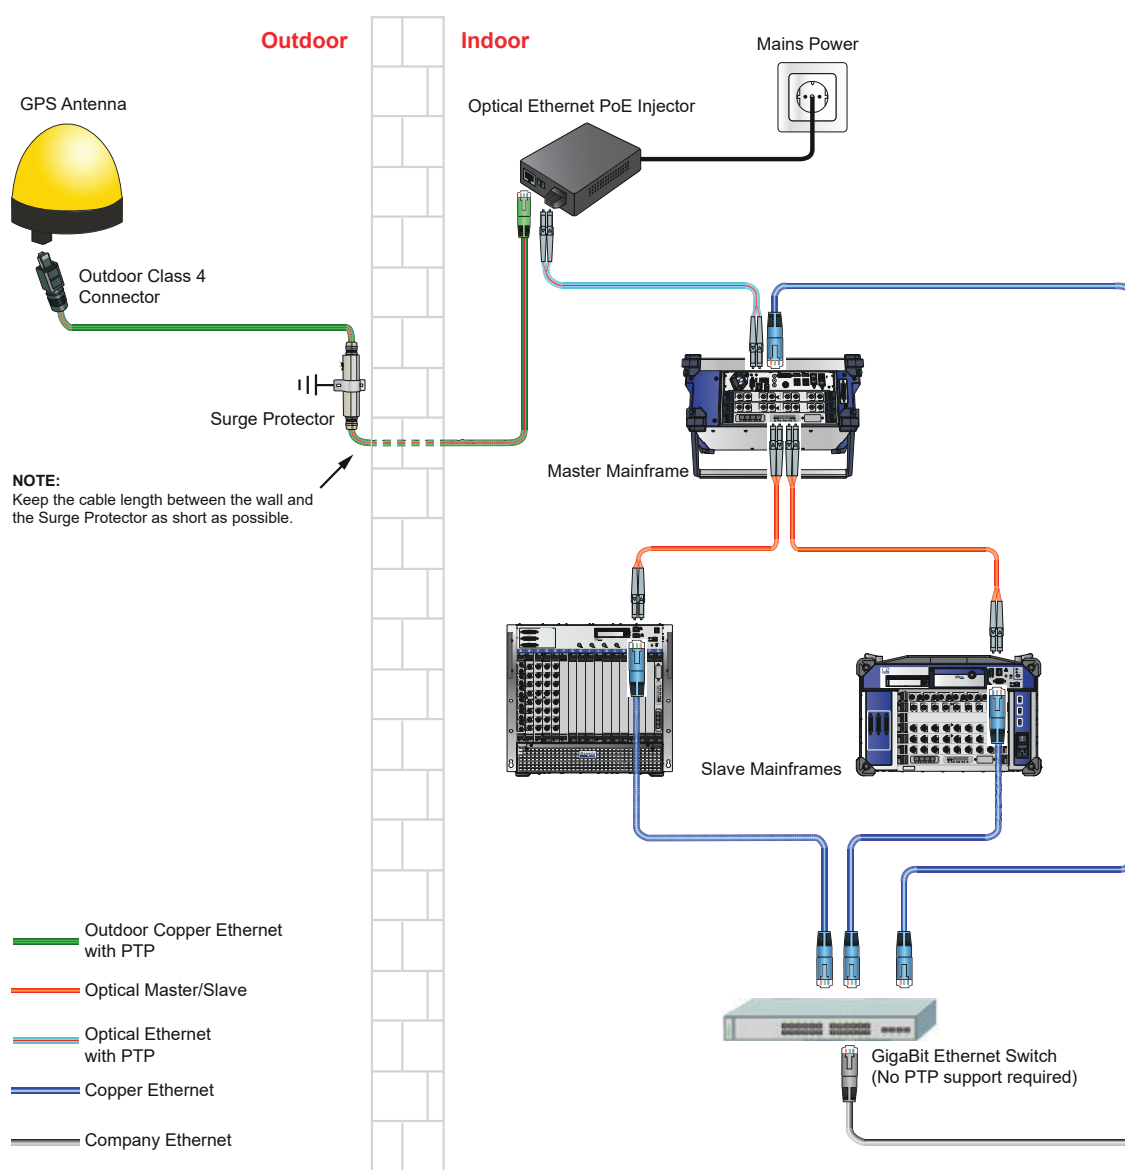 Outdoor
Indoor
Mains Power
GPS Antenna
Optical Ethernet PoE Injector
Outdoor Class 4
Connector
Surge Protector
NOTE:
Keep the cable length between the wall and
the Surge Protector as short as possible.
Master Mainframe
Slave Mainframes
Outdoor Copper Ethernet
with PTP
Optical Master/Slave
Optical Ethernet
with PTP
Copper Ethernet
Company Ethernet
GigaBit Ethernet Switch
(No PTP support required)